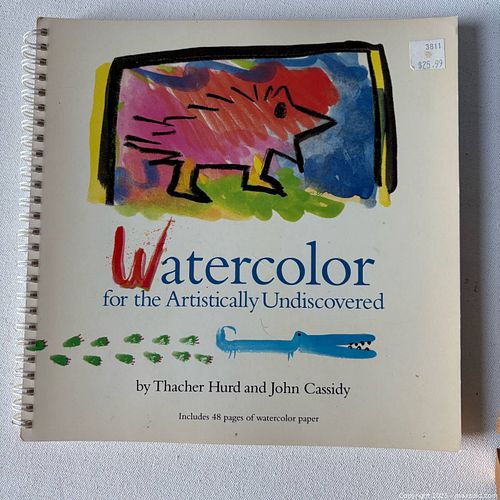 3811
$25.99
Watercolor
for the Artistically Undiscovered
by Thacher Hurd and John Cassidy
Includes 48 pages of watercolor paper